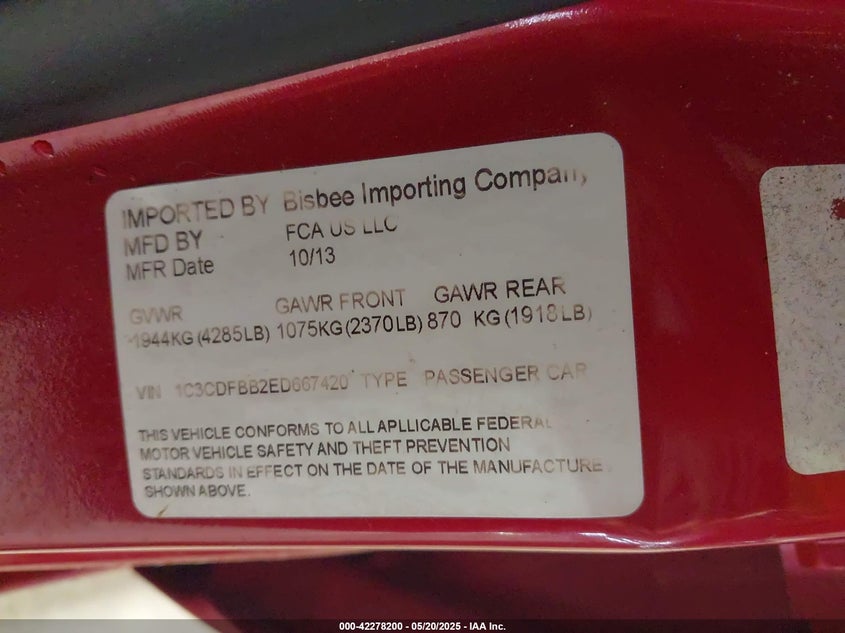 IMPORTED BY Bisbee Importing Company
MFD BY FCA US LLC
MFR Date 10/13
GVWR GAWR FRONT GAWR REAR
1944KG (4285LB) 1075KG (2370LB) 870 KG (1918LB)
VIN 1C3CDFBB2ED667420 TYPE PASSENGER CAR
THIS VEHICLE CONFORMS TO ALL APLLICABLE FEDERAL
MOTOR VEHICLE SAFETY AND THEFT PREVENTION
STANDARDS IN EFFECT ON THE DATE OF THE MANUFACTURE
SHOWN ABOVE.
000-42278200 - 05/20/2025 - IAA Inc.